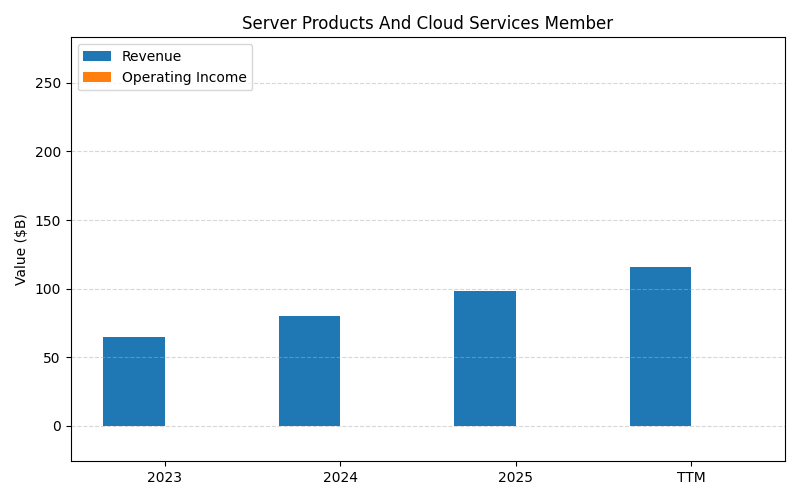 Server Products And Cloud Services Member
Revenue
Operating Income
Value ($B)
250
200
150
100
50
0
2023
2024
2025
TTM